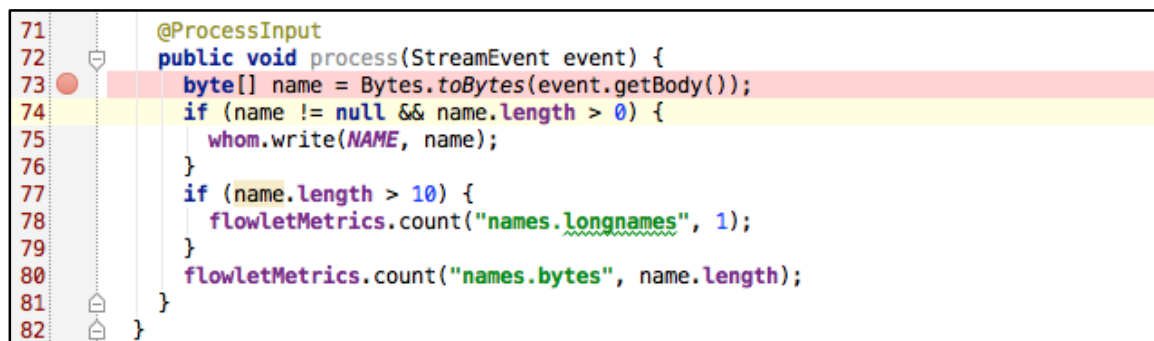 71 @ProcessInput
72 public void process(StreamEvent event) {
73 byte[] name = Bytes.toBytes(event.getBody());
74 if (name != null && name.length > 0) {
75 whom.write(NAME, name);
76 }
77 if (name.length > 10) {
78 flowletMetrics.count("names.longnames", 1);
79 }
80 flowletMetrics.count("names.bytes", name.length);
81 }
82 }